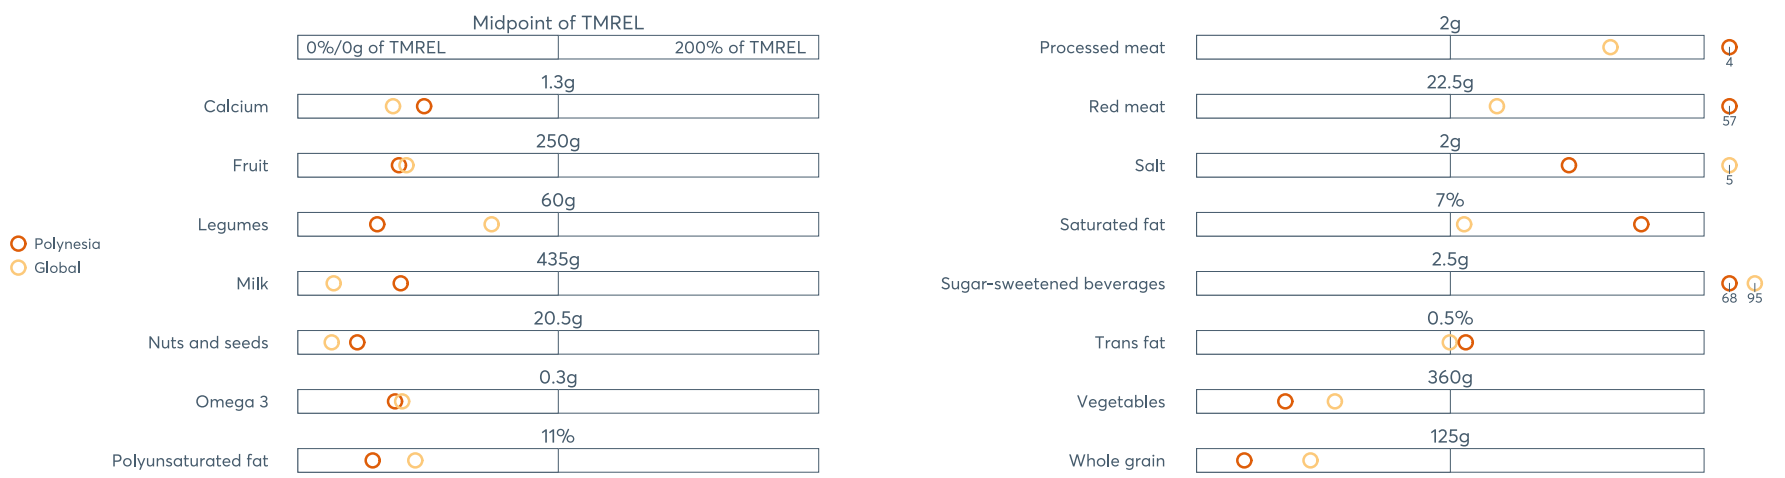 Midpoint of TMREL
0%/0g of TMREL 200% of TMREL
1.3g
Calcium
250g
Fruit
60g
Legumes
435g
Milk
20.5g
Nuts and seeds
0.3g
Omega 3
11%
Polyunsaturated fat
Polynesia
Global
2g
Processed meat
4
22.5g
Red meat
57
2g
Salt
5
7%
Saturated fat
2.5g
Sugar-sweetened beverages
68 95
0.5%
Trans fat
360g
Vegetables
125g
Whole grain